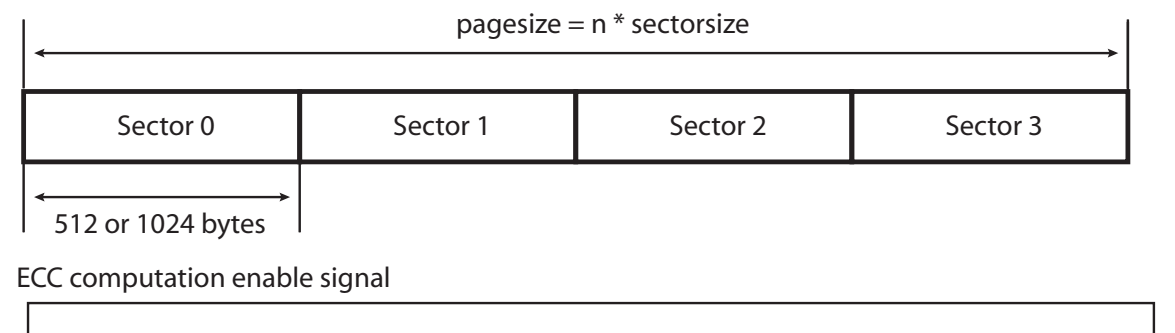 pagesize = n * sectorsize
Sector 0 Sector 1 Sector 2 Sector 3
512 or 1024 bytes
ECC computation enable signal